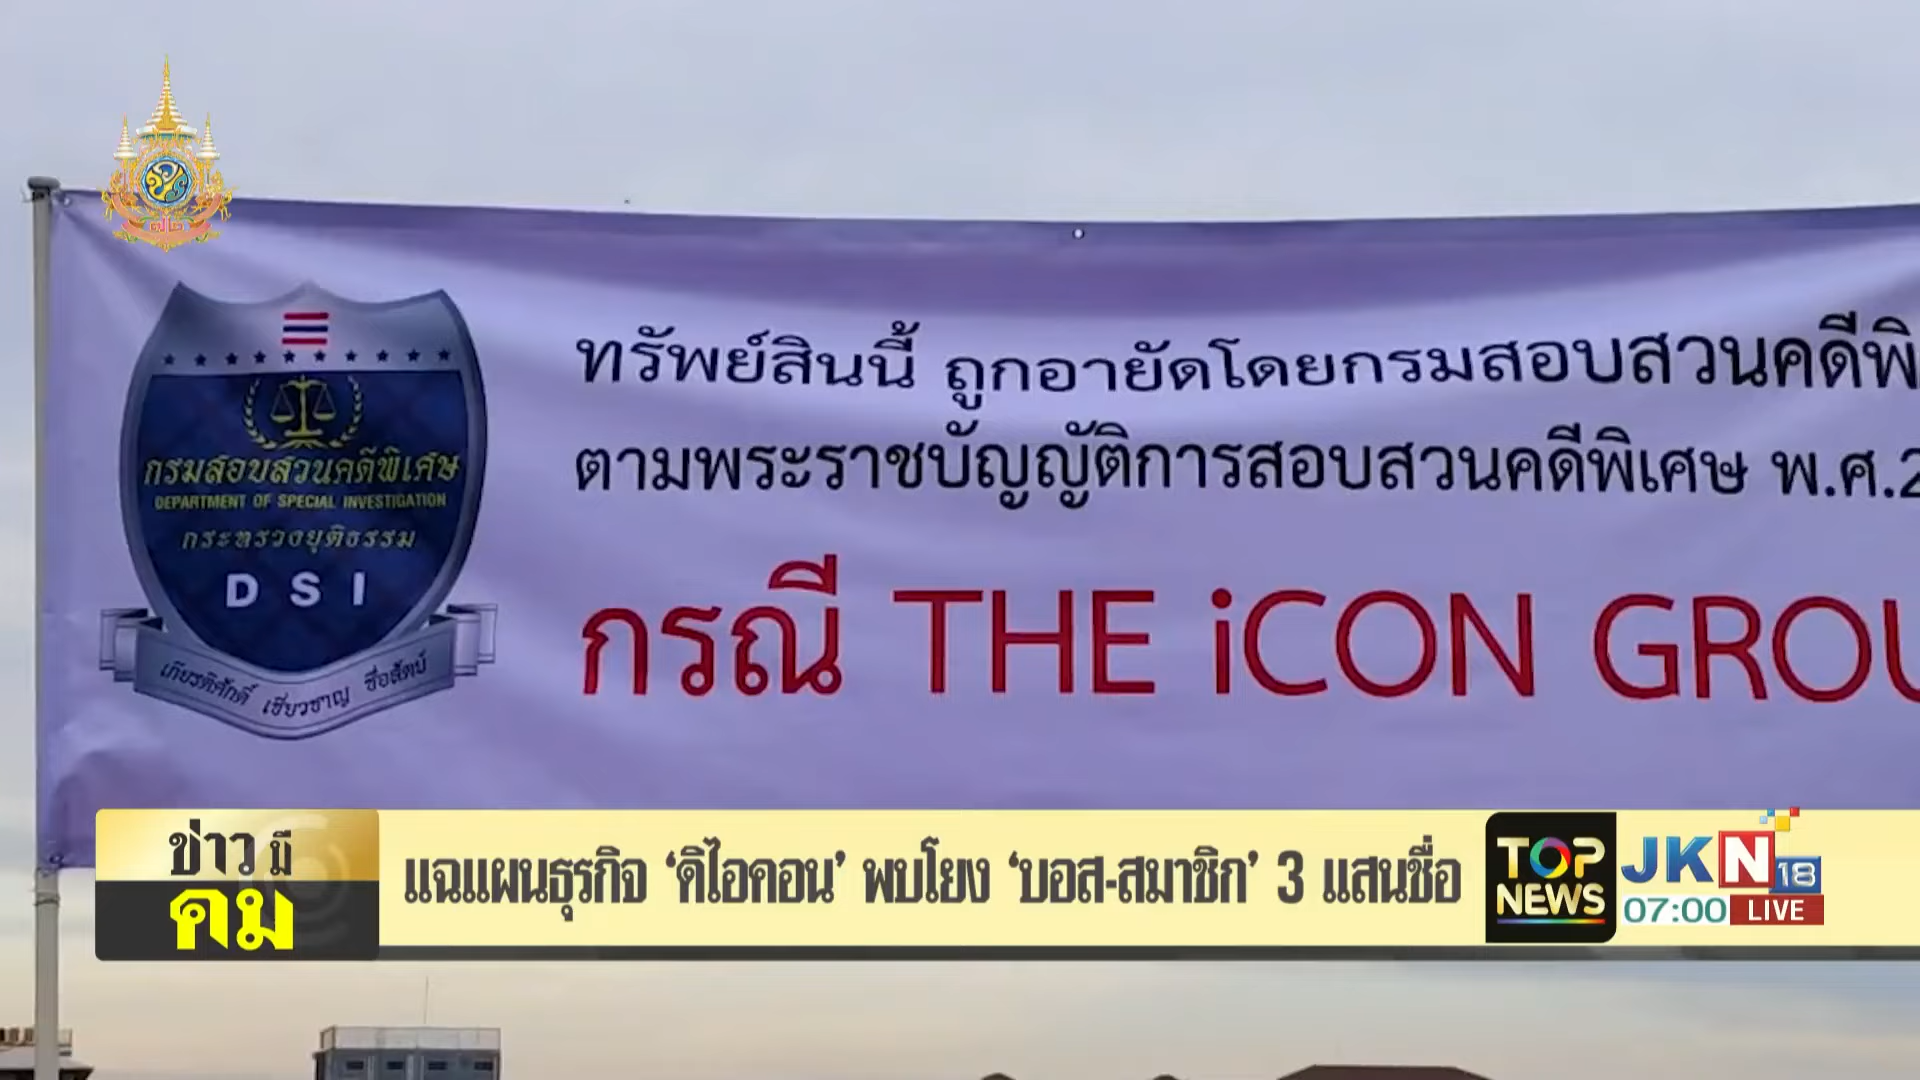 ทรัพย์สินนี้ ถูกอายัดโดยกรมสอบสวนคดีพิ
ตามพระราชบัญญัติการสอบสวนคดีพิเศษ พ.ศ.2
กรณี THE iCON GROU
กรมสอบสวนคดีพิเศษ
DEPARTMENT OF SPECIAL INVESTIGATION
กระทรวงยุติธรรม
DSI
เกียรติศักดิ์ เชี่ยวชาญ ซื่อสัตย์
ข่าวมี
คม
แฉแผนธุรกิจ ‘ดิไอคอน’ พบโยง ‘บอส-สมาชิก’ 3 แสนชื่อ
TOP
NEWS
JKN18
07:00 LIVE
๗๒